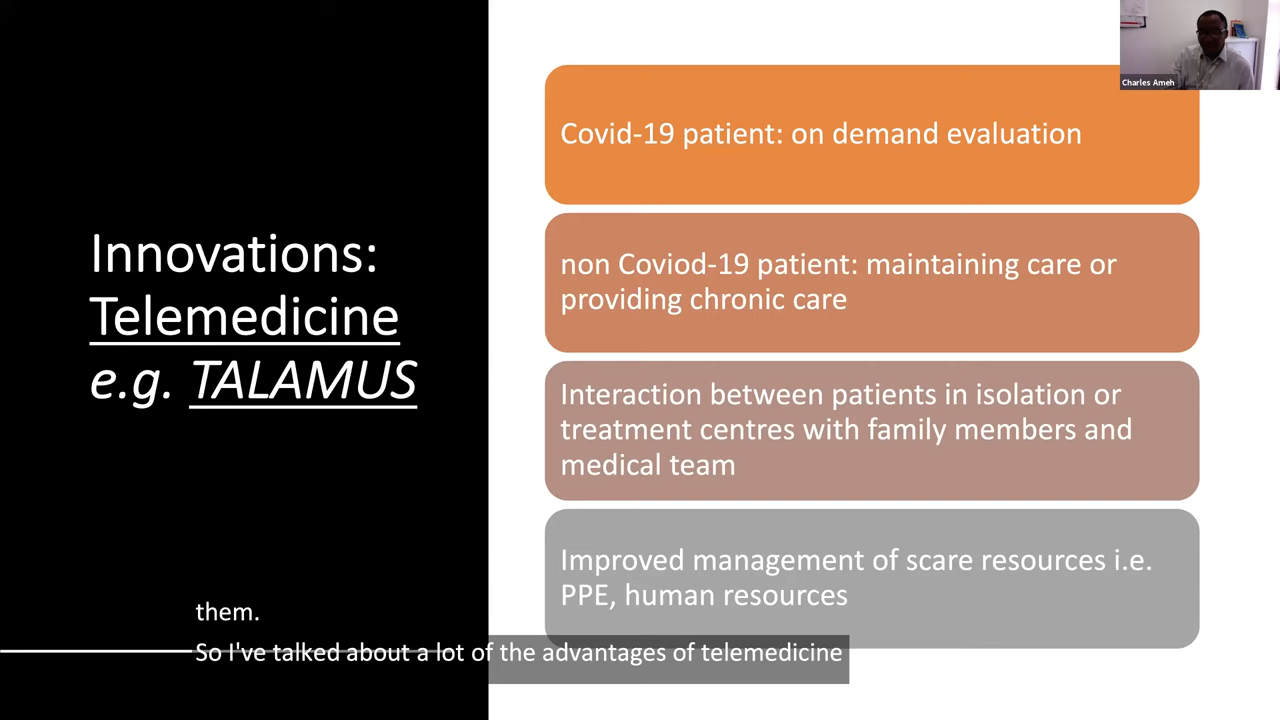 Charles Ameh
Innovations:
Telemedicine
e.g. TALAMUS
Covid-19 patient: on demand evaluation
non Coviod-19 patient: maintaining care or
providing chronic care
Interaction between patients in isolation or
treatment centres with family members and
medical team
Improved management of scare resources i.e.
PPE, human resources
them.
So I've talked about a lot of the advantages of telemedicine